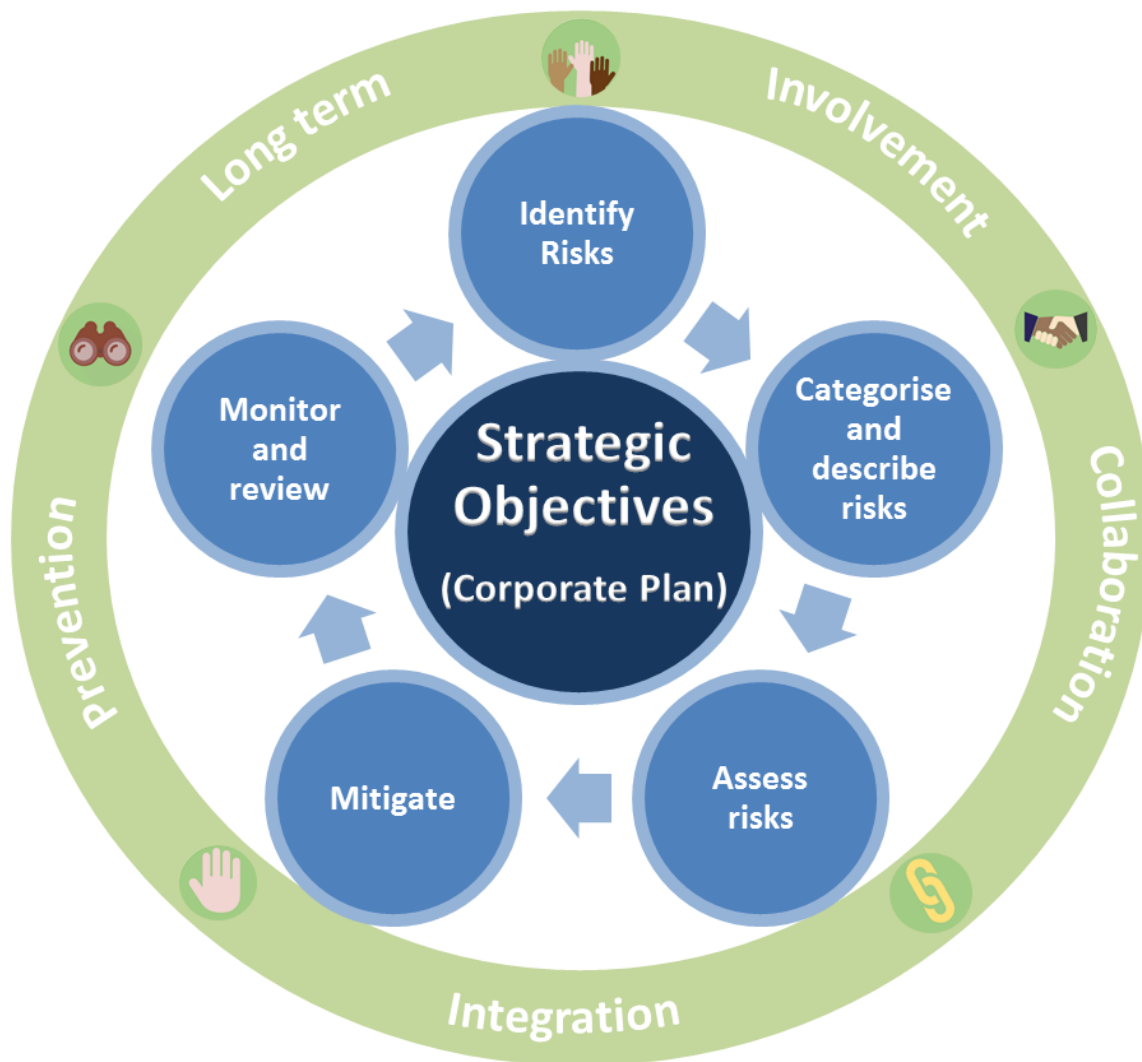 Long term
Involvement
Identify
Risks
Categorise
and
describe
risks
Monitor
and
review
Strategic
Objectives
(Corporate Plan)
Collaboration
Prevention
Mitigate
Assess
risks
Integration